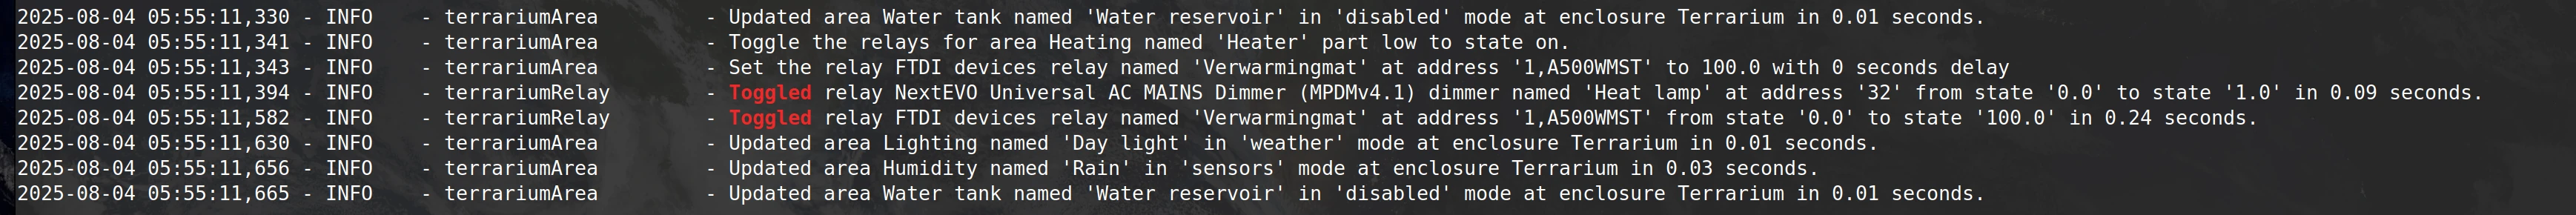 2025-08-04 05:55:11,330 - INFO    - terrariumArea         - Updated area Water tank named 'Water reservoir' in 'disabled' mode at enclosure Terrarium in 0.01 seconds.
2025-08-04 05:55:11,341 - INFO    - terrariumArea         - Toggle the relays for area Heating named 'Heater' part low to state on.
2025-08-04 05:55:11,343 - INFO    - terrariumArea         - Set the relay FTDI devices relay named 'Verwarmingmat' at address '1,A500WMST' to 100.0 with 0 seconds delay
2025-08-04 05:55:11,394 - INFO    - terrariumRelay        - Toggled relay NextEVO Universal AC MAINS Dimmer (MPDMv4.1) dimmer named 'Heat lamp' at address '32' from state '0.0' to state '1.0' in 0.09 seconds.
2025-08-04 05:55:11,582 - INFO    - terrariumRelay        - Toggled relay FTDI devices relay named 'Verwarmingmat' at address '1,A500WMST' from state '0.0' to state '100.0' in 0.24 seconds.
2025-08-04 05:55:11,630 - INFO    - terrariumArea         - Updated area Lighting named 'Day light' in 'weather' mode at enclosure Terrarium in 0.01 seconds.
2025-08-04 05:55:11,656 - INFO    - terrariumArea         - Updated area Humidity named 'Rain' in 'sensors' mode at enclosure Terrarium in 0.03 seconds.
2025-08-04 05:55:11,665 - INFO    - terrariumArea         - Updated area Water tank named 'Water reservoir' in 'disabled' mode at enclosure Terrarium in 0.01 seconds.